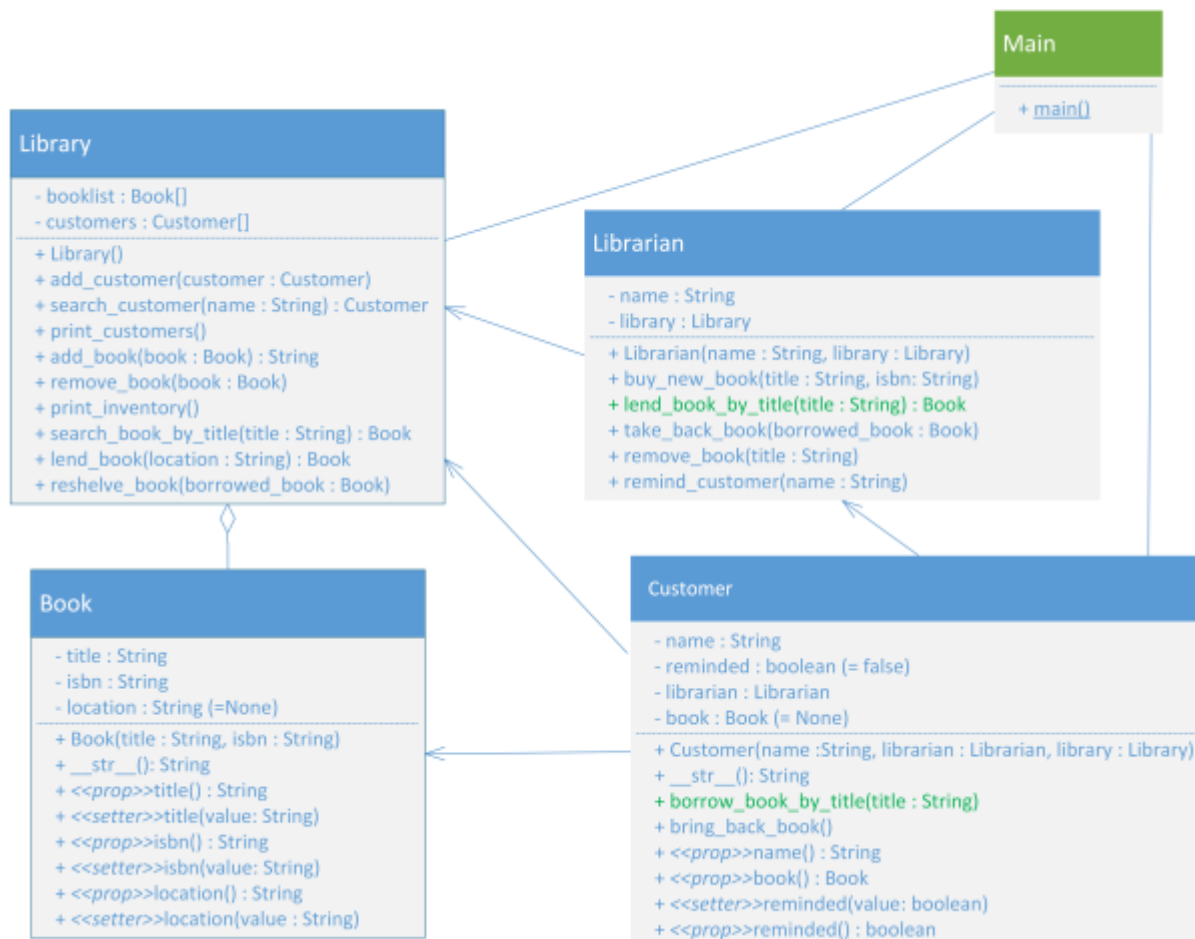 Main
+ main()
Library
- booklist : Book[]
- customers : Customer[]
+ Library()
+ add_customer(customer : Customer)
+ search_customer(name : String) : Customer
+ print_customers()
+ add_book(book : Book) : String
+ remove_book(book : Book)
+ print_inventory()
+ search_book_by_title(title : String) : Book
+ lend_book(location : String) : Book
+ reshelve_book(borrowed_book : Book)
Librarian
- name : String
- library : Library
+ Librarian(name : String, library : Library)
+ buy_new_book(title : String, isbn: String)
+ lend_book_by_title(title : String) : Book
+ take_back_book(borrowed_book : Book)
+ remove_book(title : String)
+ remind_customer(name : String)
Book
- title : String
- isbn : String
- location : String (=None)
+ Book(title : String, isbn : String)
+ __str__(): String
+ <<prop>>title() : String
+ <<setter>>title(value: String)
+ <<prop>>isbn() : String
+ <<setter>>isbn(value: String)
+ <<prop>>location() : String
+ <<setter>>location(value : String)
Customer
- name : String
- reminded : boolean (= false)
- librarian : Librarian
- book : Book (= None)
+ Customer(name :String, librarian : Librarian, library : Library)
+ __str__(): String
+ borrow_book_by_title(title : String)
+ bring_back_book()
+ <<prop>>name() : String
+ <<prop>>book() : Book
+ <<setter>>reminded(value: boolean)
+ <<prop>>reminded() : boolean